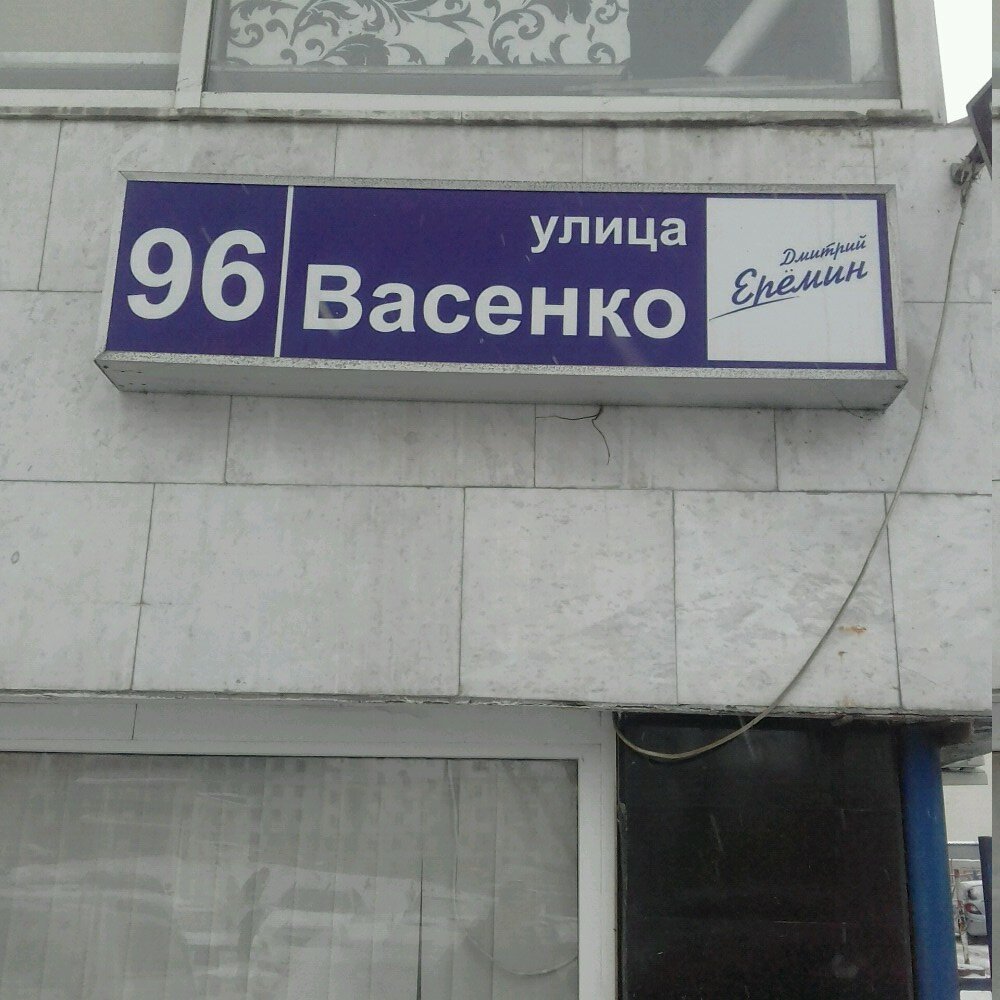 96
улица
Васенко
Дмитрий
Ерёмин